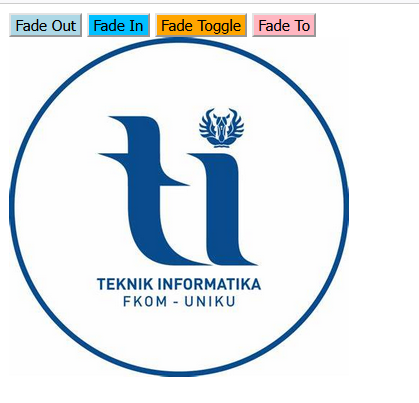 Fade Out Fade In Fade Toggle Fade To
ti
TEKNIK INFORMATIKA
FKOM - UNIKU